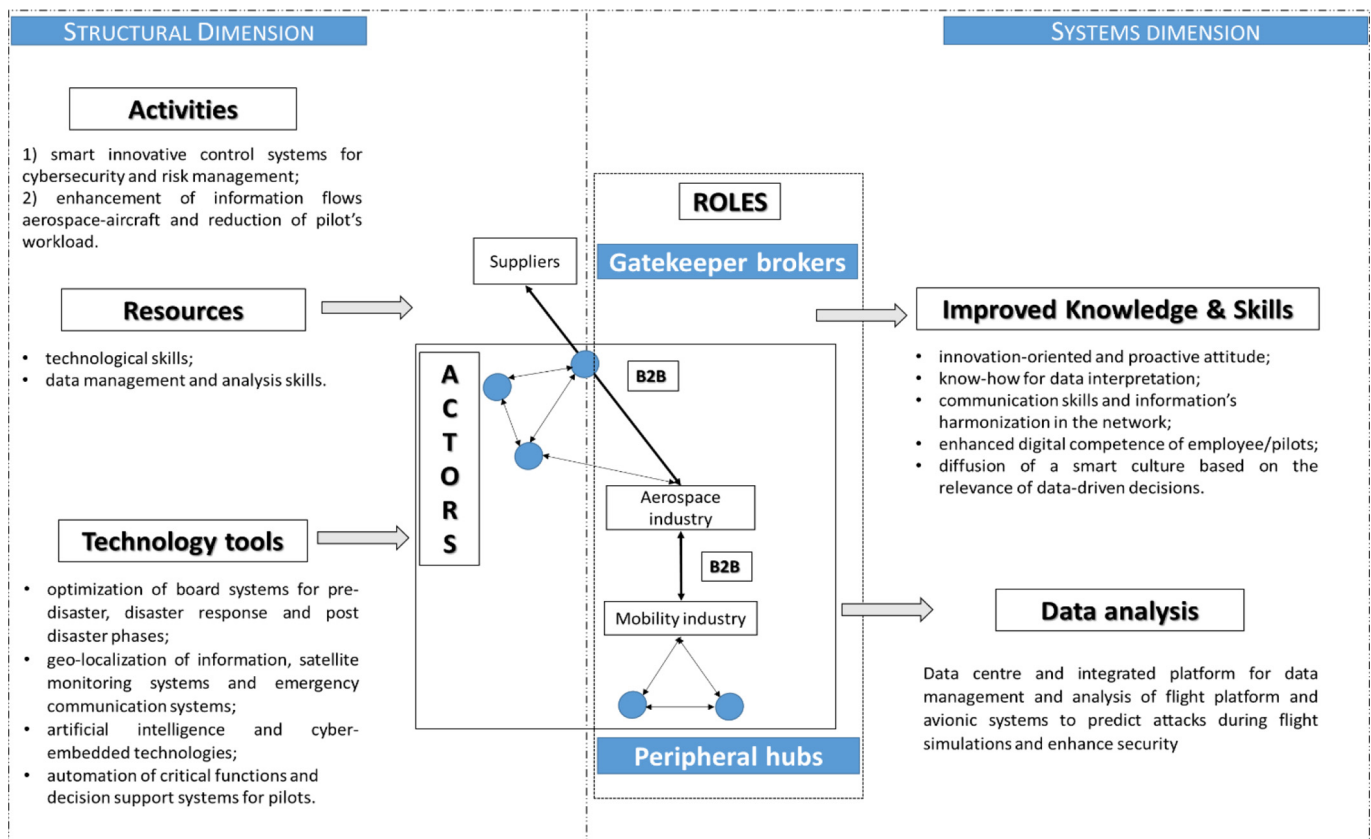 STRUCTURAL DIMENSION
SYSTEMS DIMENSION
Activities
1) smart innovative control systems for
cybersecurity and risk management;
2) enhancement of information flows
aerospace-aircraft and reduction of pilot's
workload.
Resources
• technological skills;
• data management and analysis skills.
Technology tools
• optimization of board systems for pre-
disaster, disaster response and post
disaster phases;
• geo-localization of information, satellite
monitoring systems and emergency
communication systems;
• artificial intelligence and cyber-
embedded technologies;
• automation of critical functions and
decision support systems for pilots.
Suppliers
A
C
T
O
R
S
ROLES
Gatekeeper brokers
B2B
Aerospace
industry
B2B
Mobility industry
Peripheral hubs
Improved Knowledge & Skills
• innovation-oriented and proactive attitude;
• know-how for data interpretation;
• communication skills and information's
harmonization in the network;
• enhanced digital competence of employee/pilots;
• diffusion of a smart culture based on the
relevance of data-driven decisions.
Data analysis
Data centre and integrated platform for data
management and analysis of flight platform and
avionic systems to predict attacks during flight
simulations and enhance security